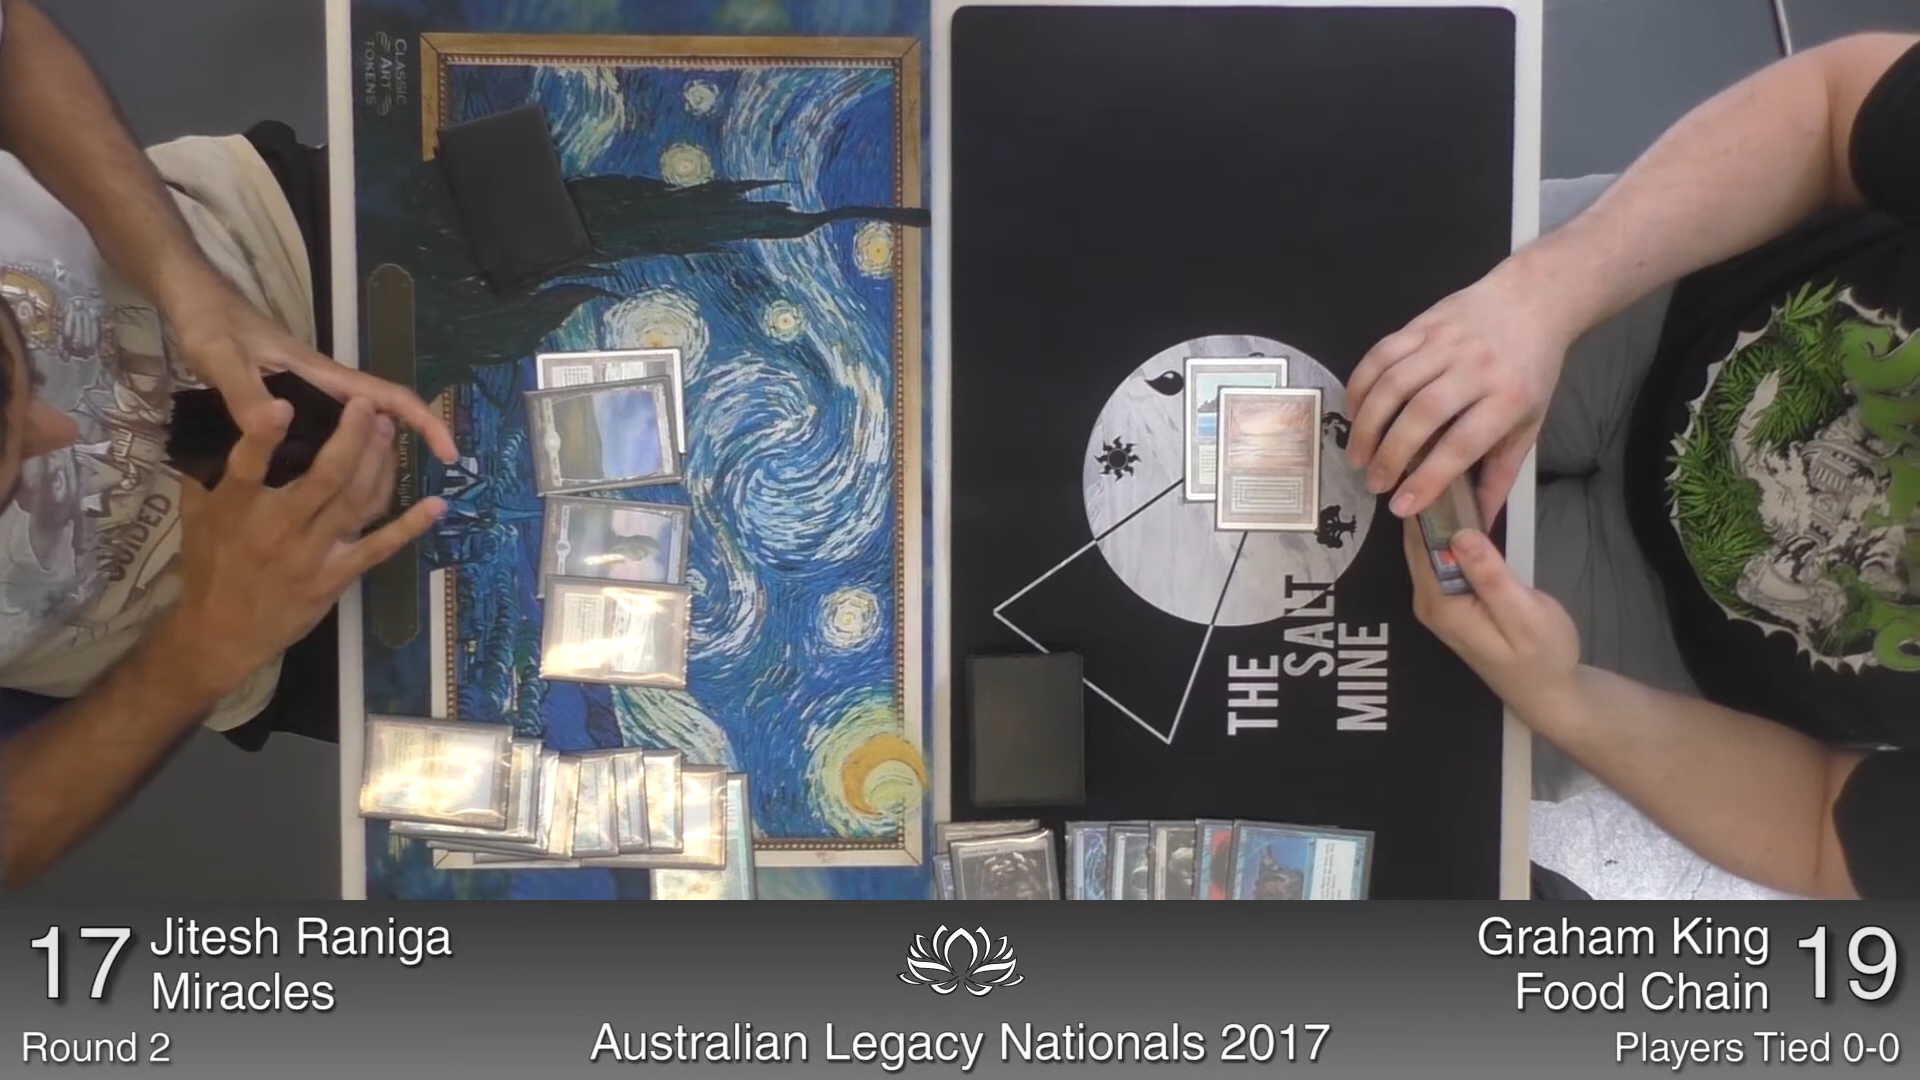 CLASSIC
ART
TOKENS
GUIDED
THE
SALT
MINE
17
Jitesh Raniga
Miracles
Round 2
Australian Legacy Nationals 2017
Graham King
Food Chain
19
Players Tied 0-0